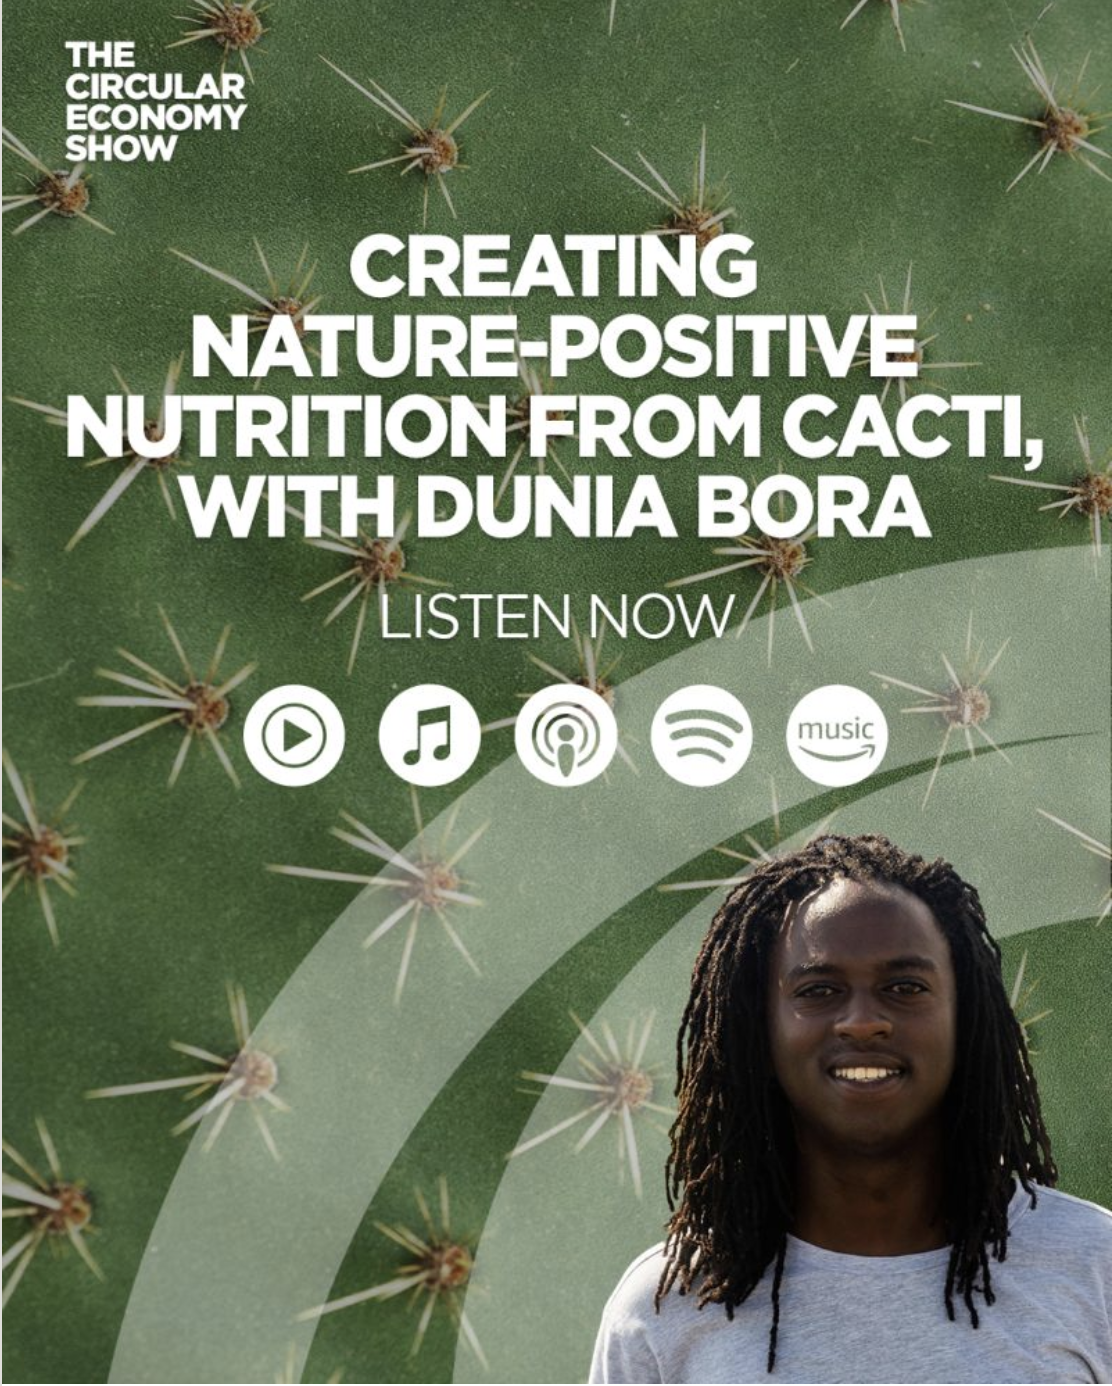 THE
CIRCULAR
ECONOMY
SHOW
CREATING
NATURE-POSITIVE
NUTRITION FROM CACTI,
WITH DUNIA BORA
LISTEN NOW
music